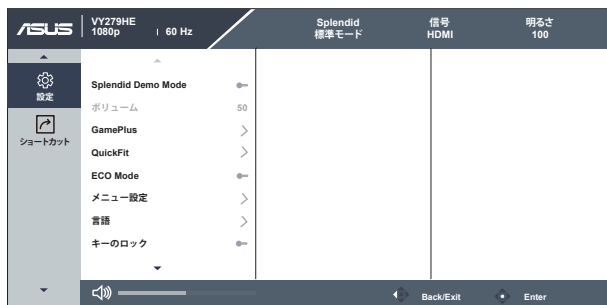 ASUS
VY279HE
1080p | 60 Hz
Splendid
標準モード
信号
HDMI
明るさ
100
設定
ショートカット
Splendid Demo Mode
ボリューム 50
GamePlus
QuickFit
ECO Mode
メニュー設定
言語
キーのロック
Back/Exit
Enter